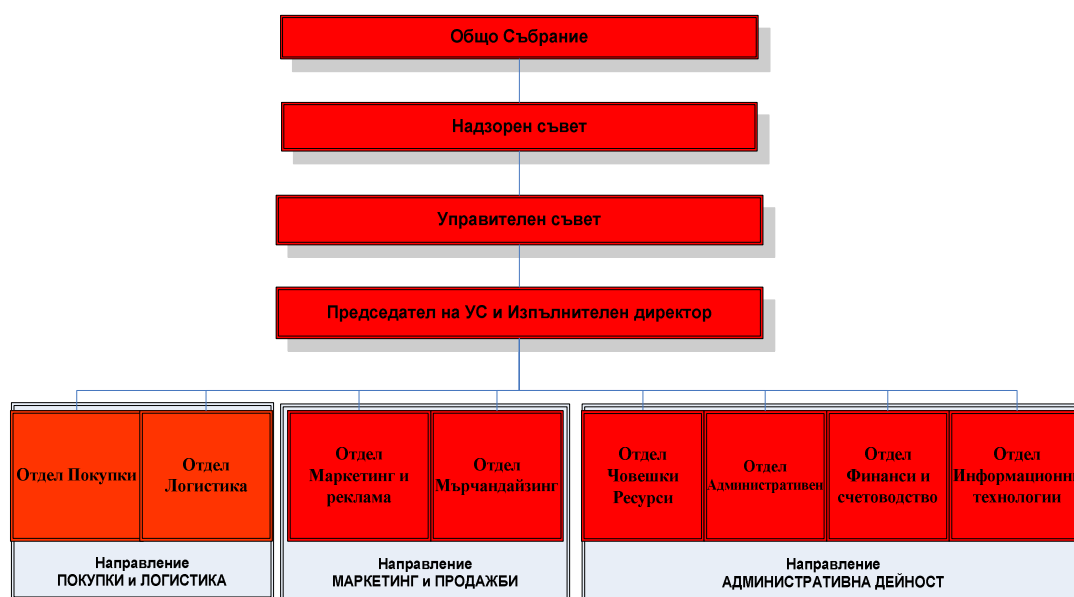 Общо Събрание
Надзорен съвет
Управителен съвет
Председател на УС и Изпълнителен директор
Отдел Покупки
Отдел
Логистика
Направление
ПОКУПКИ и ЛОГИСТИКА
Отдел
Маркетинг и
реклама
Отдел
Мърчандайзинг
Направление
МАРКЕТИНГ и ПРОДАЖБИ
Отдел
Човешки
Ресурси
Отдел
Административен
Отдел
Финанси и
счетоводство
Отдел
Информационни
технологии
Направление
АДМИНИСТРАТИВНА ДЕЙНОСТ